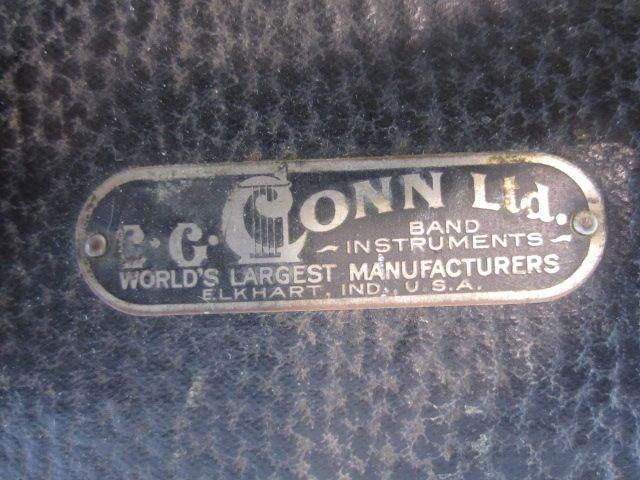 C.G. Conn Ltd.
BAND
~ INSTRUMENTS ~
WORLD'S LARGEST MANUFACTURERS
ELKHART, IND., U.S.A.